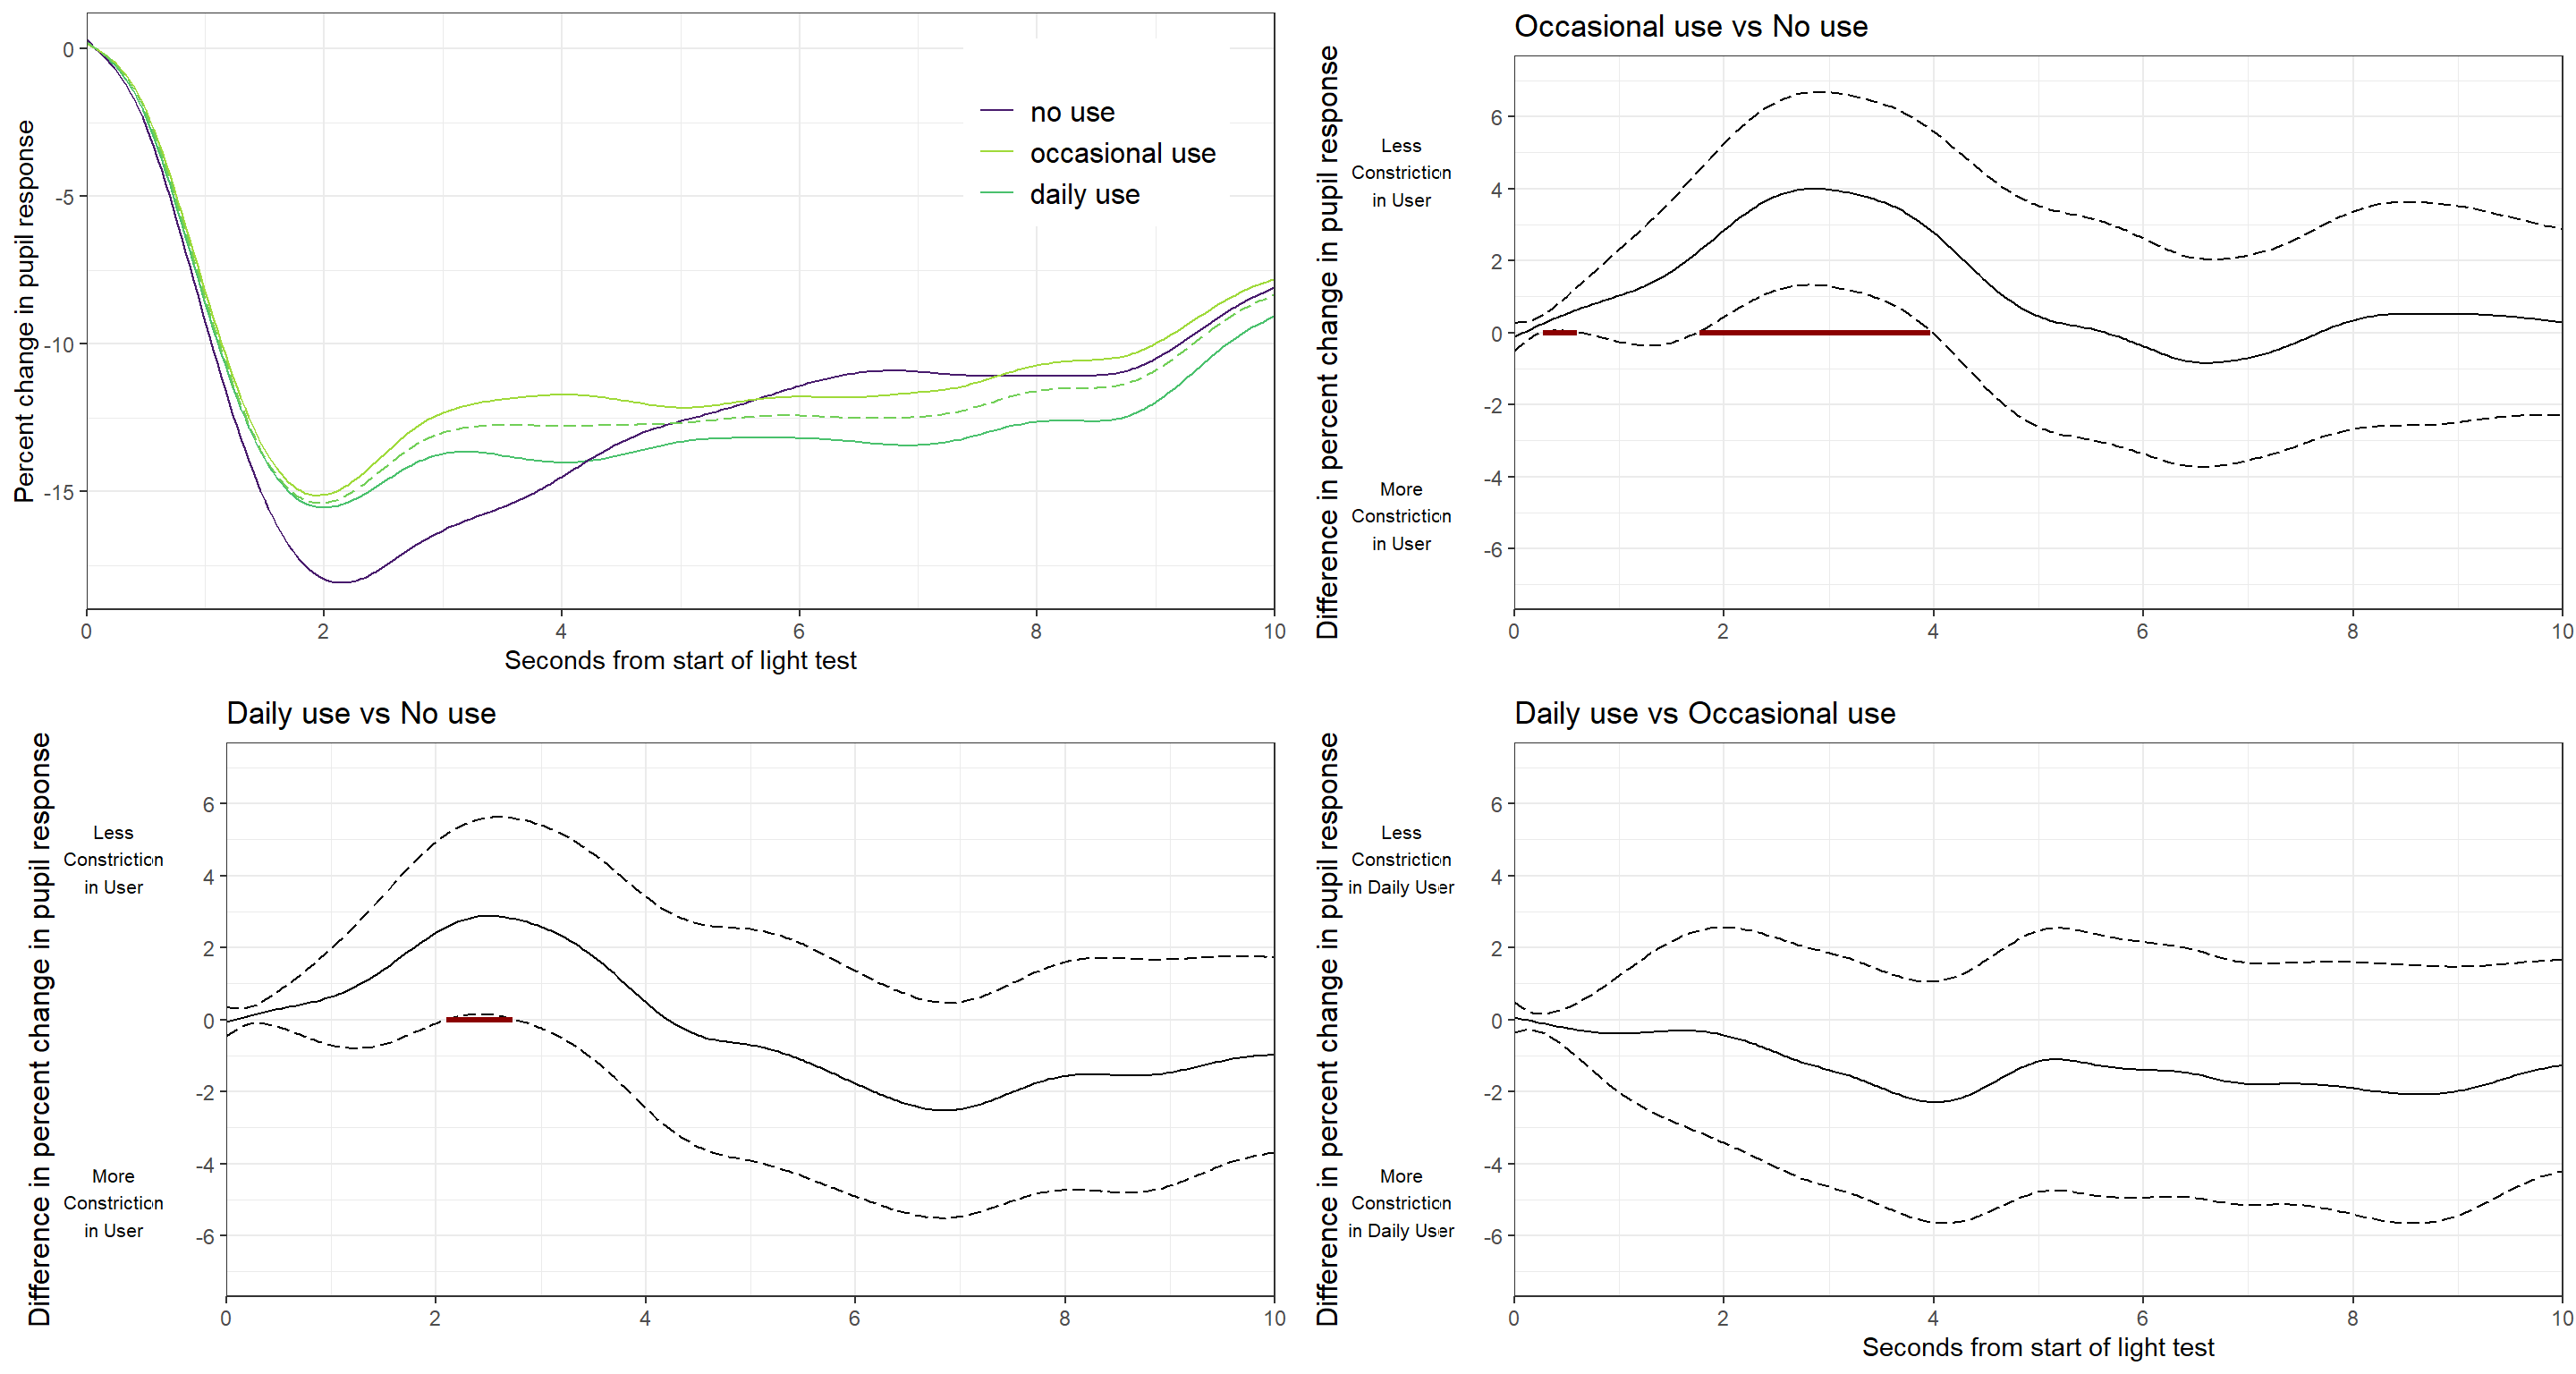 Percent change in pupil response
0
-5
-10
-15
no use
occasional use
daily use
0 2 4 6 8 10
Seconds from start of light test
Occasional use vs No use
Difference in percent change in pupil response
Less
Constriction
in User
More
Constriction
in User
6
4
2
0
-2
-4
-6
0 2 4 6 8 10
Daily use vs No use
Difference in percent change in pupil response
Less
Constriction
in User
More
Constriction
in User
6
4
2
0
-2
-4
-6
0 2 4 6 8 10
Daily use vs Occasional use
Difference in percent change in pupil response
Less
Constriction
in Daily User
More
Constriction
in Daily User
6
4
2
0
-2
-4
-6
0 2 4 6 8 10
Seconds from start of light test